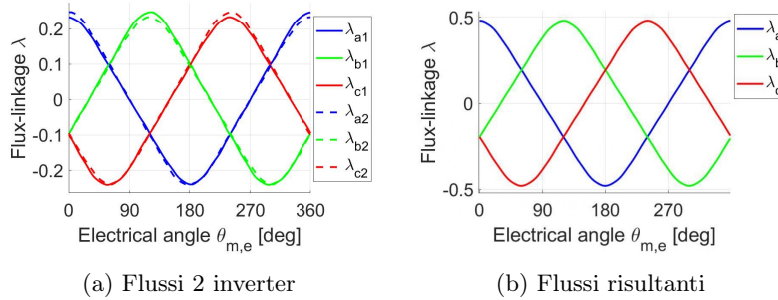 Flux-linkage λ
0.2
0.1
0
-0.1
-0.2
0 90 180 270 360
Electrical angle θm,e [deg]
λa1
λb1
λc1
λa2
λb2
λc2
(a) Flussi 2 inverter
Flux-linkage λ
0.5
0
-0.5
0 90 180 270
Electrical angle θm,e [deg]
λa
(b) Flussi risultanti